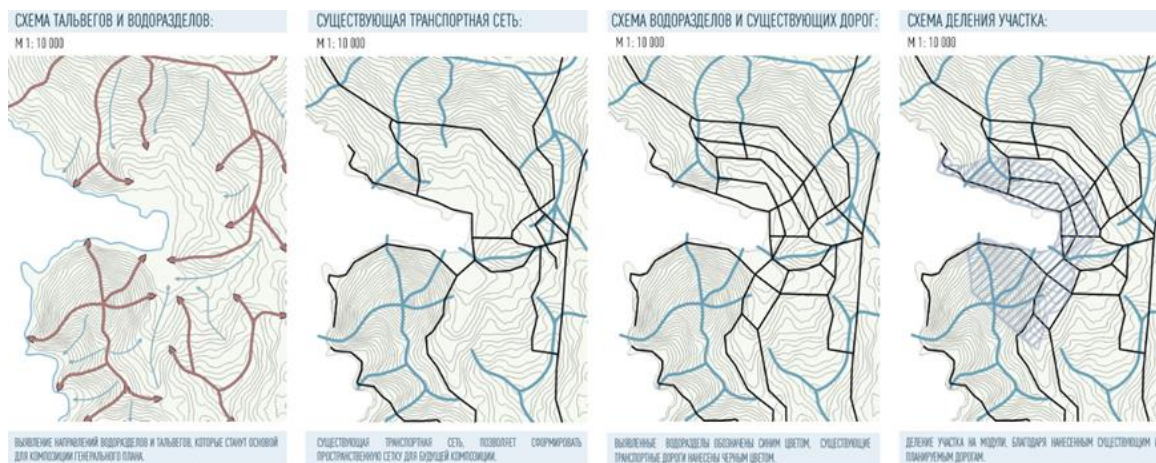 СХЕМА ТАЛЬВЕГОВ И ВОДОРАЗДЕЛОВ:
М 1: 10 000
ВЫЯВЛЕНИЕ НАПРАВЛЕНИЙ ВОДОРАЗДЕЛОВ И ТАЛЬВЕГОВ, КОТОРЫЕ СТАНУТ ОСНОВОЙ
ДЛЯ КОМПОЗИЦИИ ГЕНЕРАЛЬНОГО ПЛАНА.
СУЩЕСТВУЮЩАЯ ТРАНСПОРТНАЯ СЕТЬ:
М 1: 10 000
СУЩЕСТВУЮЩАЯ ТРАНСПОРТНАЯ СЕТЬ, ПОЗВОЛЯЕТ СФОРМИРОВАТЬ
ПРОСТРАНСТВЕННУЮ СЕТКУ ДЛЯ БУДУЩЕЙ КОМПОЗИЦИИ.
СХЕМА ВОДОРАЗДЕЛОВ И СУЩЕСТВУЮЩИХ ДОРОГ:
М 1: 10 000
ВЫЯВЛЕННЫЕ ВОДОРАЗДЕЛЫ ОБОЗНАЧЕНЫ СИНИМ ЦВЕТОМ, СУЩЕСТВУЮЩИЕ
ТРАНСПОРТНЫЕ ДОРОГИ НАНЕСЕНЫ ЧЕРНЫМ ЦВЕТОМ.
СХЕМА ДЕЛЕНИЯ УЧАСТКА:
М 1: 10 000
ДЕЛЕНИЕ УЧАСТКА НА МОДУЛИ, БЛАГОДАРЯ НАНЕСЕННЫМ СУЩЕСТВУЮЩИМ И
ПЛАНИРУЕМЫМ ДОРОГАМ.